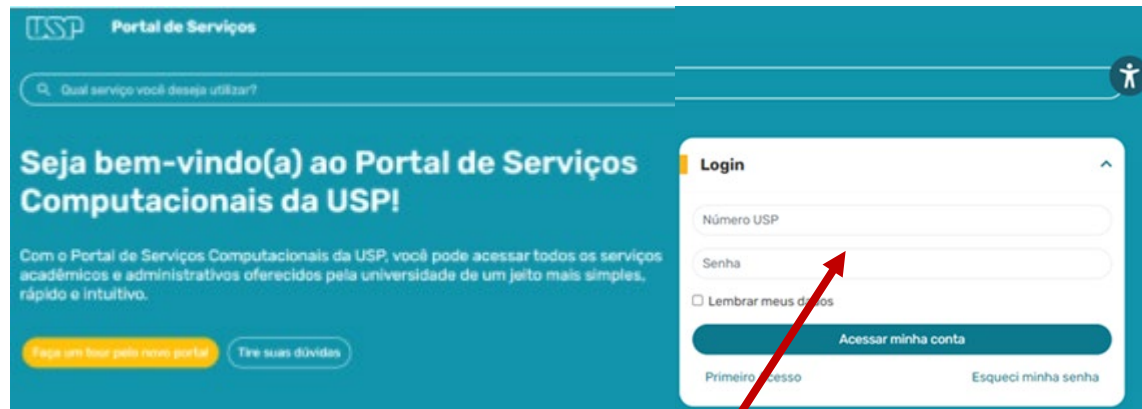 USP Portal de Serviços
Qual serviço você deseja utilizar?
Seja bem-vindo(a) ao Portal de Serviços
Computacionais da USP!
Com o Portal de Serviços Computacionais da USP, você pode acessar todos os serviços
acadêmicos e administrativos oferecidos pela universidade de um jeito mais simples,
rápido e intuitivo.
Faça um tour pelo novo portal Tire suas dúvidas
Login
Número USP
Senha
Lembrar meus dados
Acessar minha conta
Primeiro Acesso Esqueci minha senha